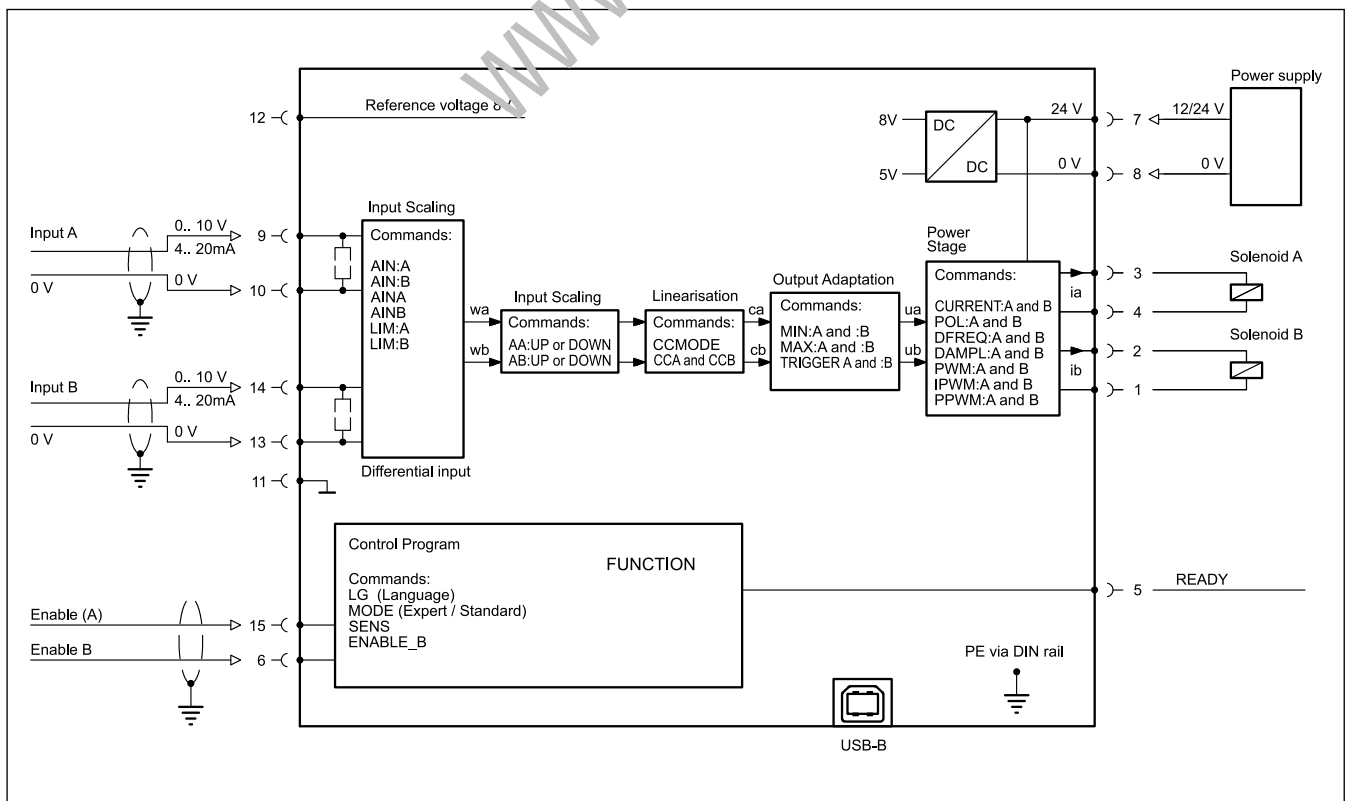 WWW
Power supply
12
Reference voltage 8V
8V
DC
DC
5V
24 V
7
12/24 V
0 V
8
0 V
Input A
0.. 10 V
4.. 20mA
9
0 V
0 V
10
Input Scaling
Commands:
AIN:A
AIN:B
AINA
AINB
LIM:A
LIM:B
Differential input
wa
wb
Input Scaling
Commands:
AA:UP or DOWN
AB:UP or DOWN
Linearisation
Commands:
CCMODE
CCA and CCB
ca
cb
Output Adaptation
Commands:
MIN:A and :B
MAX:A and :B
TRIGGER A and :B
ua
ub
Power
Stage
Commands:
CURRENT:A and B
POL:A and B
DFREQ:A and B
DAMPL:A and B
PWM:A and B
IPWM:A and B
PPWM:A and B
ia
ib
3
4
Solenoid A
2
1
Solenoid B
Input B
0.. 10 V
4.. 20mA
14
0 V
0 V
13
11
Control Program
FUNCTION
Commands:
LG (Language)
MODE (Expert / Standard)
SENS
ENABLE_B
5
READY
Enable (A)
15
Enable B
6
PE via DIN rail
USB-B